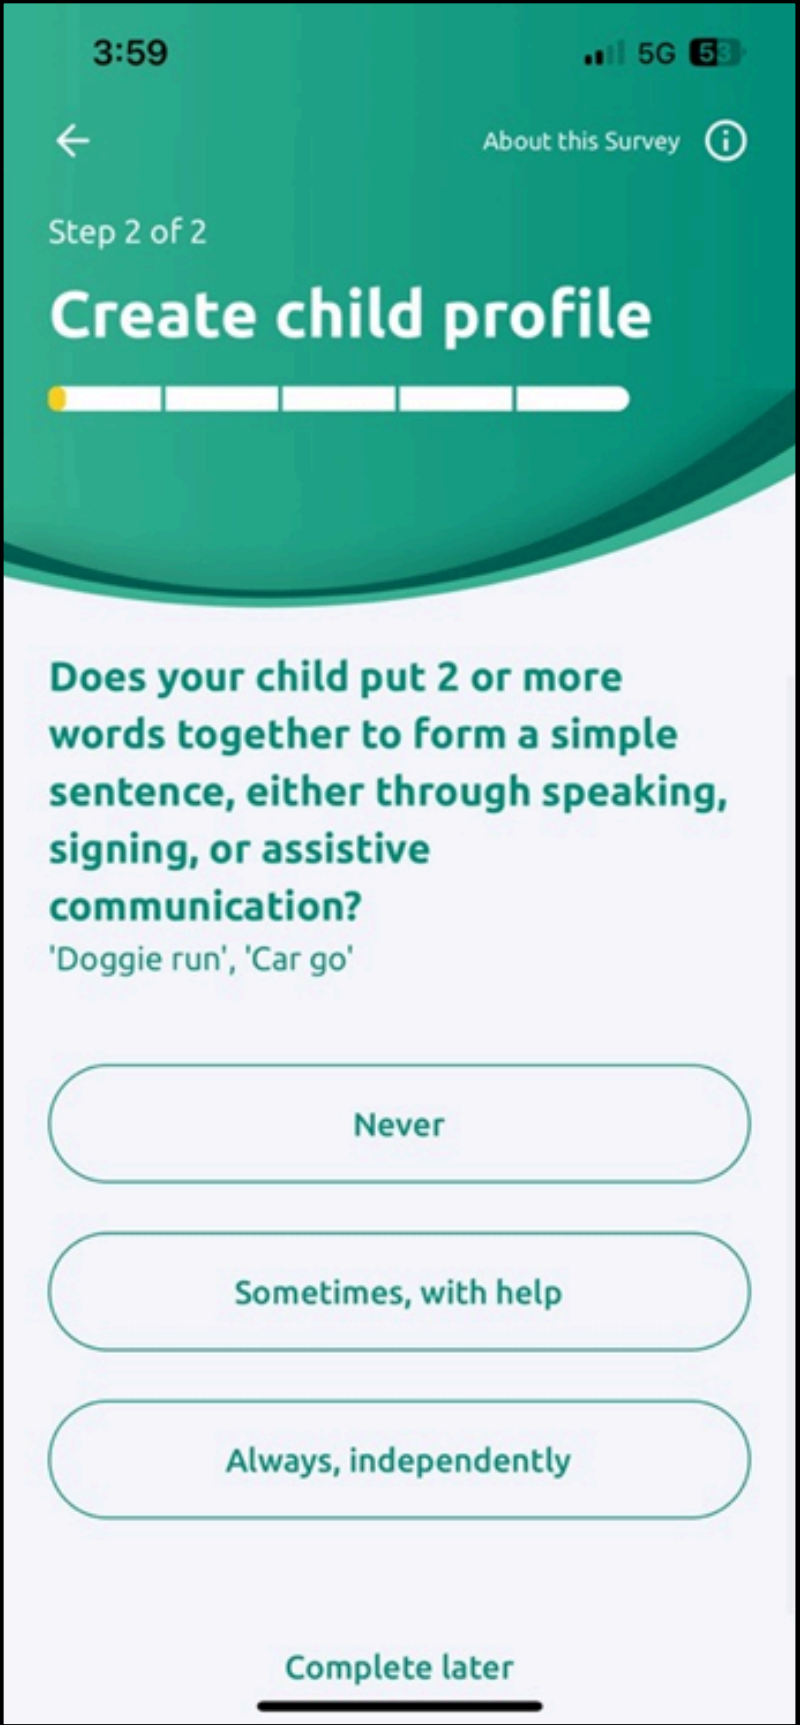 3:59
5G 53
About this Survey
Step 2 of 2
Create child profile
Does your child put 2 or more
words together to form a simple
sentence, either through speaking,
signing, or assistive
communication?
'Doggie run', 'Car go'
Never
Sometimes, with help
Always, independently
Complete later